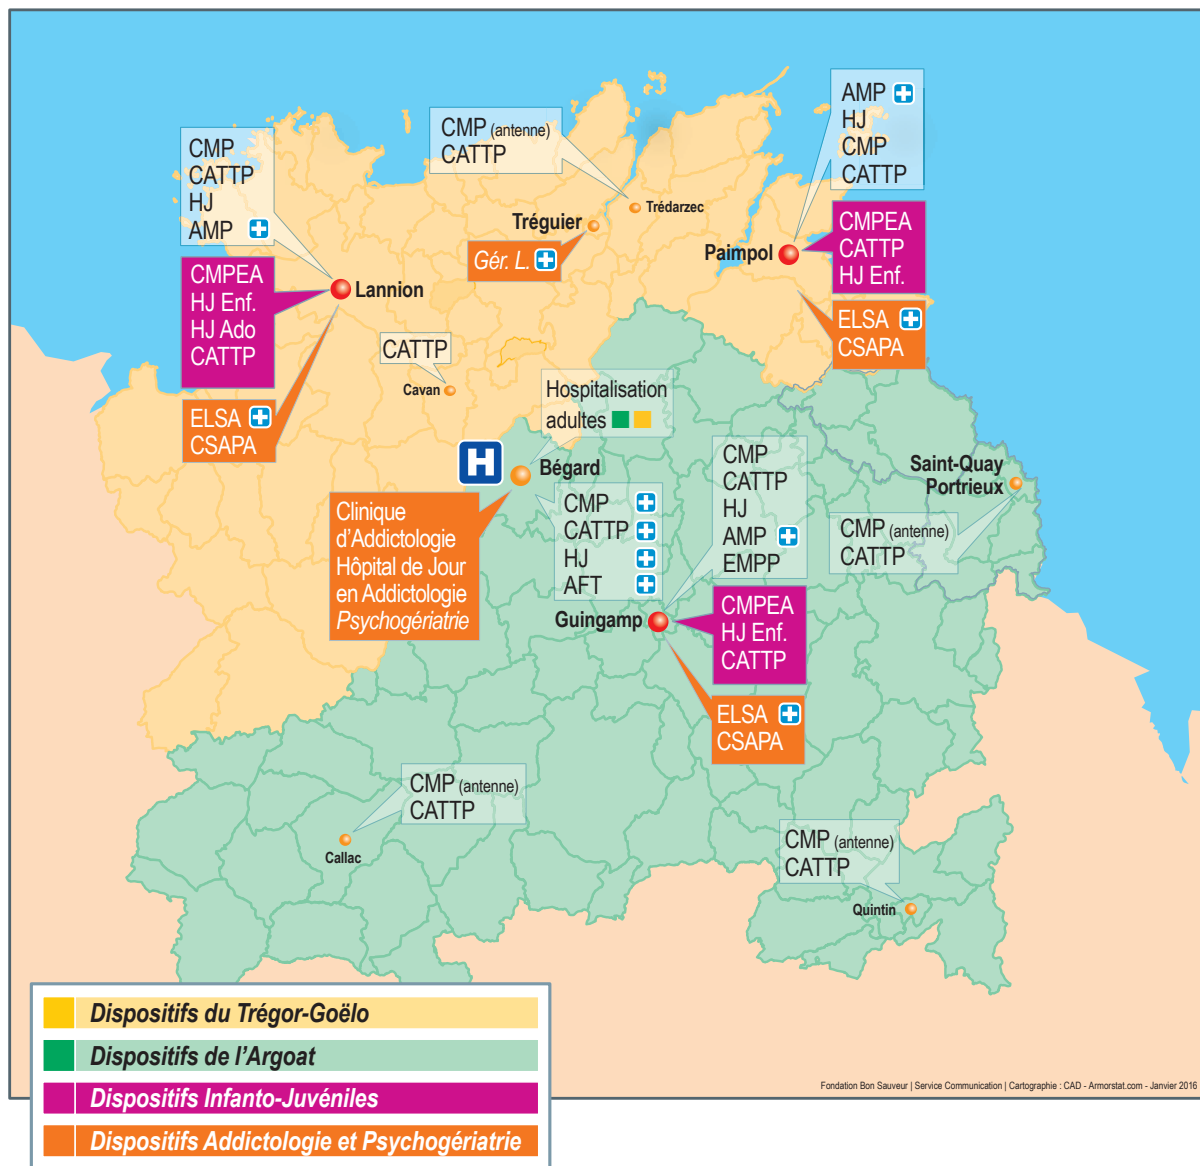 CMP (antenne)
CATTP
AMP
HJ
CMP
CATTP
CMP
CATTP
HJ
AMP
Trédarzec
Tréguier
Gér. L.
Paimpol
CMPEA
CATTP
HJ Enf.
CMPEA
HJ Enf.
HJ Ado
CATTP
Lannion
ELSA
CSAPA
CATTP
Cavan
ELSA
CSAPA
Hospitalisation
adultes
H
Bégard
CMP
CATTP
HJ
AMP
EMPP
Saint-Quay
Portrieux
Clinique
d'Addictologie
Hôpital de Jour
en Addictologie
Psychogériatrie
CMP
CATTP
HJ
AFT
CMP (antenne)
CATTP
Guingamp
CMPEA
HJ Enf.
CATTP
ELSA
CSAPA
CMP (antenne)
CATTP
Callac
CMP (antenne)
CATTP
Quintin
Dispositifs du Trégor-Goëlo
Dispositifs de l'Argoat
Dispositifs Infanto-Juvéniles
Dispositifs Addictologie et Psychogériatrie
Fondation Bon Sauveur | Service Communication | Cartographie : CAD - Armorstat.com - Janvier 2016